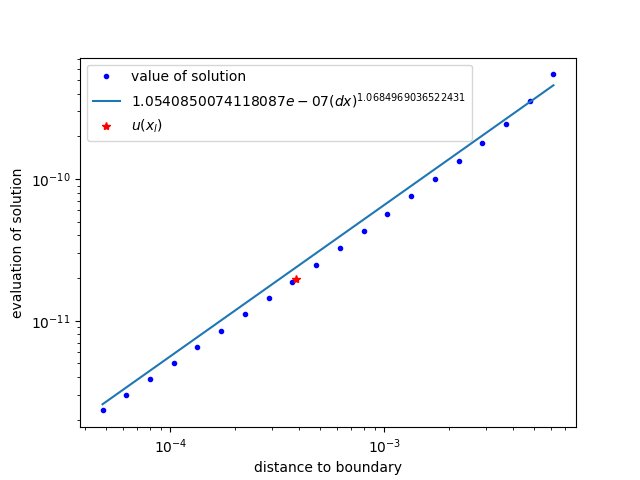 value of solution
1.0540850074118087e − 07(dx)^1.0684969036522431
u(x_l)
10^−10
10^−11
evaluation of solution
10^−4
10^−3
distance to boundary